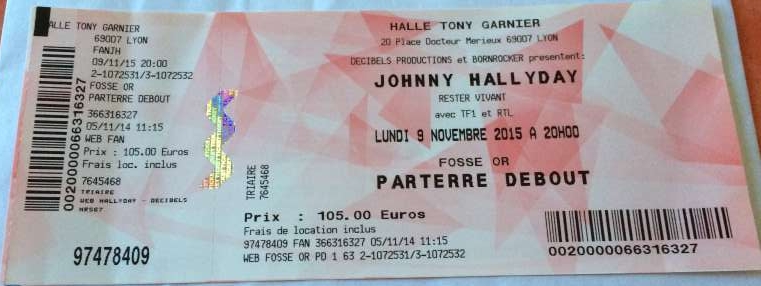 HALLE TONY GARNIER
69007 LYON
FANJH
09/11/15 20:00
2-1072531/3-1072532
FOSSE OR
PARTERRE DEBOUT
366316327
05/11/14 11:15
WEB FAN
Prix : 105.00 Euros
Frais loc. inclus
7645468
TRIAIRE
WEB HALLYDAY - DECIBELS
97478409
0020000066316327
TRIAIRE
7645468
HALLE TONY GARNIER
20 Place Docteur Merieux 69007 LYON
DECIBELS PRODUCTIONS et BORNROCKER presentent:
JOHNNY HALLYDAY
RESTER VIVANT
avec TF1 et RTL
LUNDI 9 NOVEMBRE 2015 A 20H00
FOSSE OR
PARTERRE DEBOUT
Prix : 105.00 Euros
Frais de location inclus
97478409 FAN 366316327 05/11/14 11:15
WEB FOSSE OR PD 1 63 2-1072531/3-1072532
0020000066316327